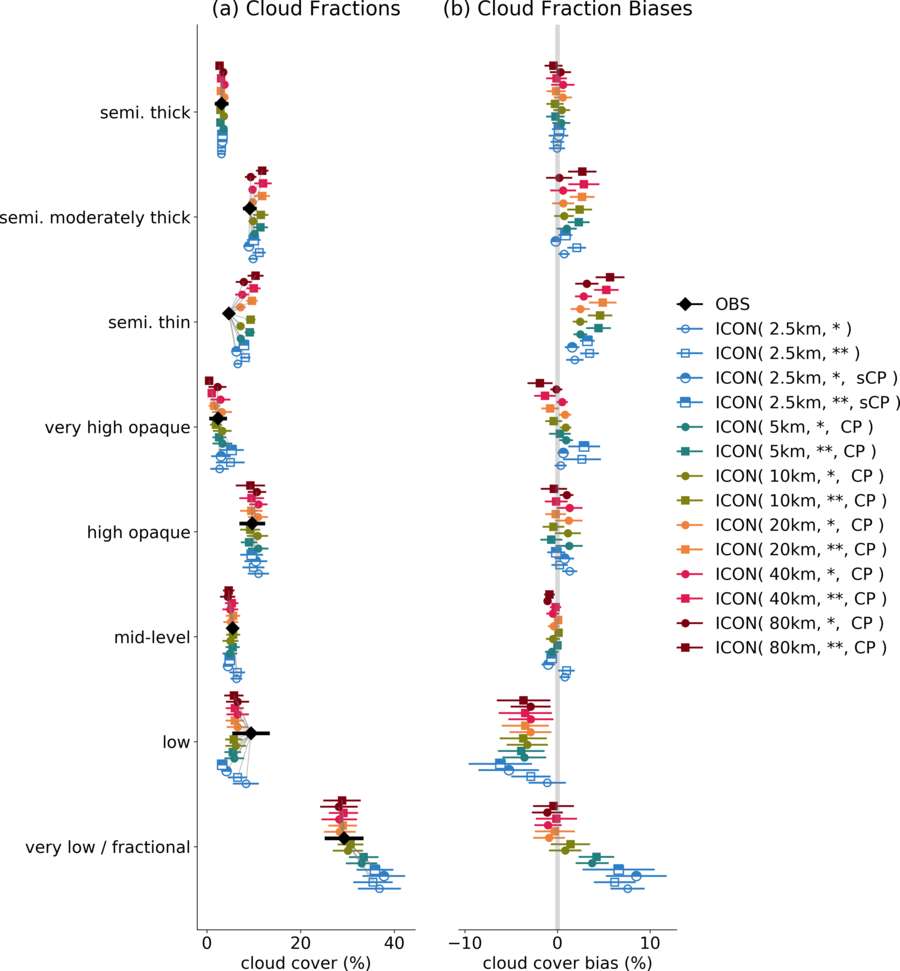 (a) Cloud Fractions
(b) Cloud Fraction Biases
semi. thick
semi. moderately thick
semi. thin
very high opaque
high opaque
mid-level
low
very low / fractional
0
20
40
cloud cover (%)
−10
0
10
cloud cover bias (%)
OBS
ICON( 2.5km, * )
ICON( 2.5km, ** )
ICON( 2.5km, *, sCP )
ICON( 2.5km, **, sCP )
ICON( 5km, *, CP )
ICON( 5km, **, CP )
ICON( 10km, *, CP )
ICON( 10km, **, CP )
ICON( 20km, *, CP )
ICON( 20km, **, CP )
ICON( 40km, *, CP )
ICON( 40km, **, CP )
ICON( 80km, *, CP )
ICON( 80km, **, CP )